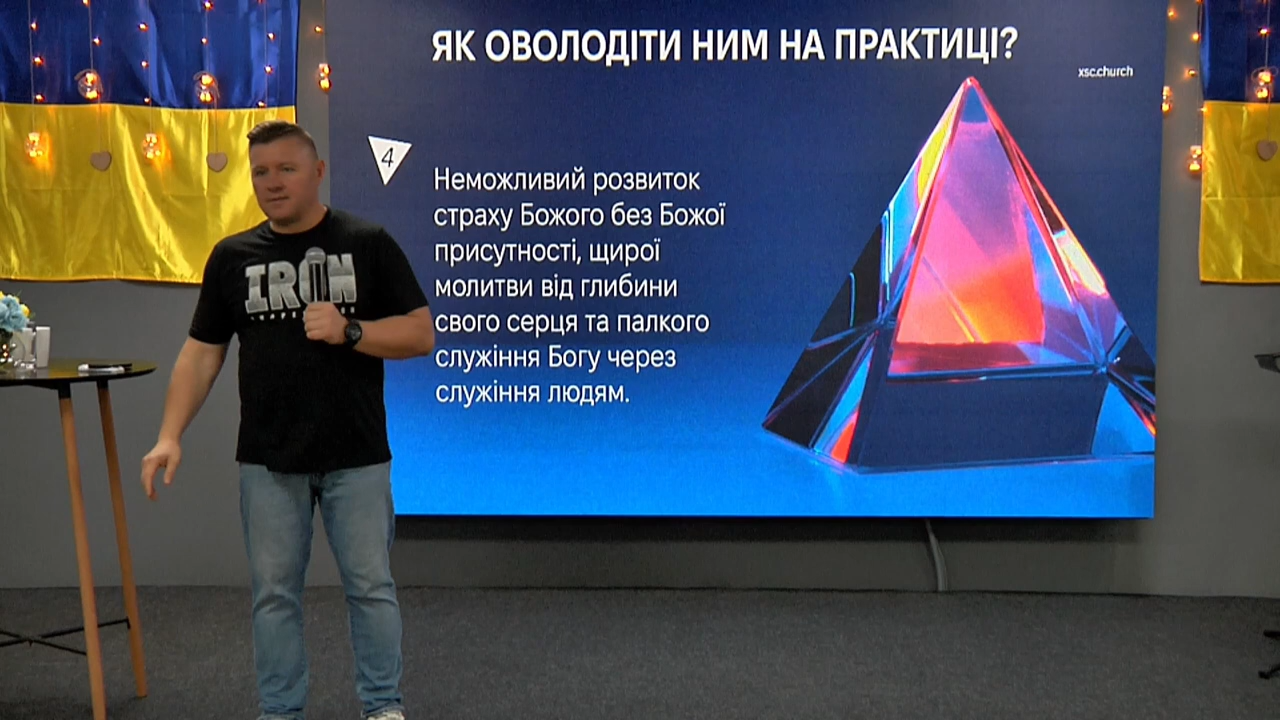 ЯК ОВОЛОДІТИ НИМ НА ПРАКТИЦІ?
xsc.church
4
Неможливий розвиток
страху Божого без Божої
присутності, щирої
молитви від глибини
свого серця та палкого
служіння Богу через
служіння людям.
IRON